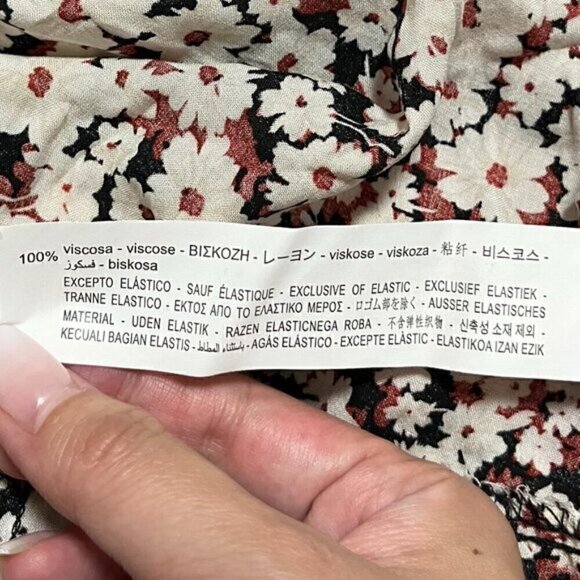 100% viscosa - viscose - ΒΙΣΚΟΖΗ - レーヨン - viskose - viskoza - 粘纤 - 비스코스 -
فسكوز - biskosa
EXCEPTO ELÁSTICO - SAUF ÉLASTIQUE - EXCLUSIVE OF ELASTIC - EXCLUSIEF ELASTIEK -
TRANNE ELASTICO - ΕΚΤΟΣ ΑΠΟ ΤΟ ΕΛΑΣΤΙΚΟ ΜΕΡΟΣ - ロゴム部を除く - AUSSER ELASTISCHES
MATERIAL - UDEN ELASTIK - RAZEN ELASTICNEGA ROBA - 不含弹性织物 - 신축성 소재 제외 -
KECUALI BAGIAN ELASTIS - باستثناء المطاط - AGÁS ELÁSTICO - EXCEPTE ELÀSTIC - ELASTIKOA IZAN EZIK